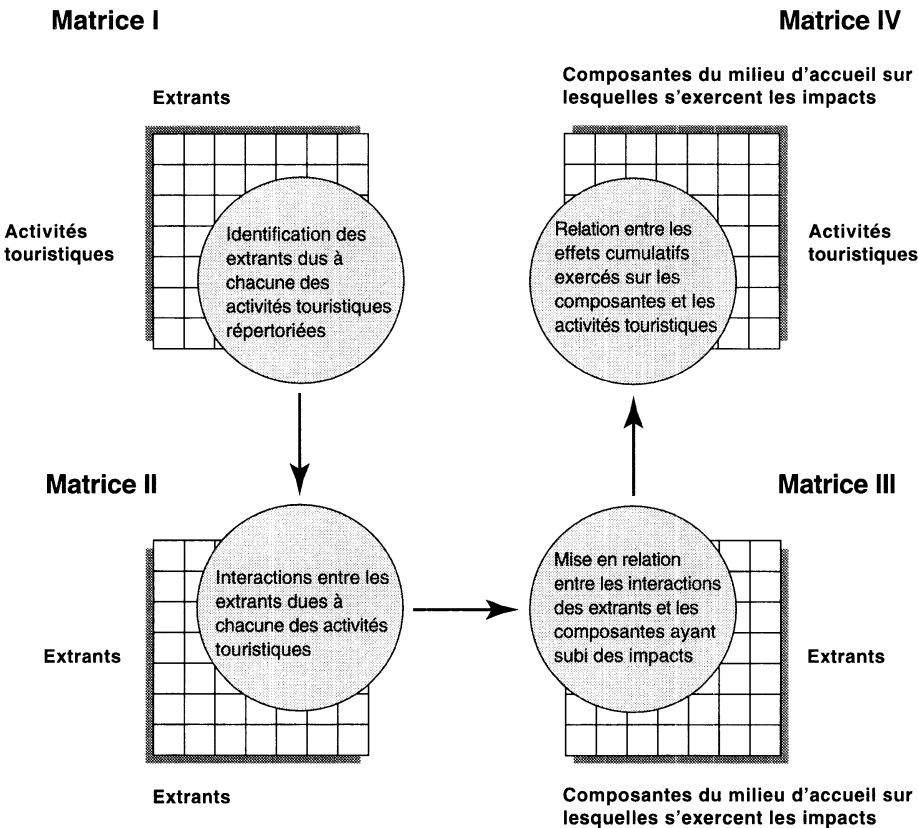 Matrice I
Extrants
Activités
touristiques
Identification des
extrants dus à
chacune des
activités touristiques
répertoriées
Matrice IV
Composantes du milieu d'accueil sur
lesquelles s'exercent les impacts
Relation entre les
effets cumulatifs
exercés sur les
composantes et les
activités touristiques
Activités
touristiques
Matrice II
Interactions entre les
extrants dues à
chacune des activités
touristiques
Extrants
Extrants
Matrice III
Mise en relation
entre les interactions
des extrants et les
composantes ayant
subi des impacts
Extrants
Composantes du milieu d'accueil sur
lesquelles s'exercent les impacts